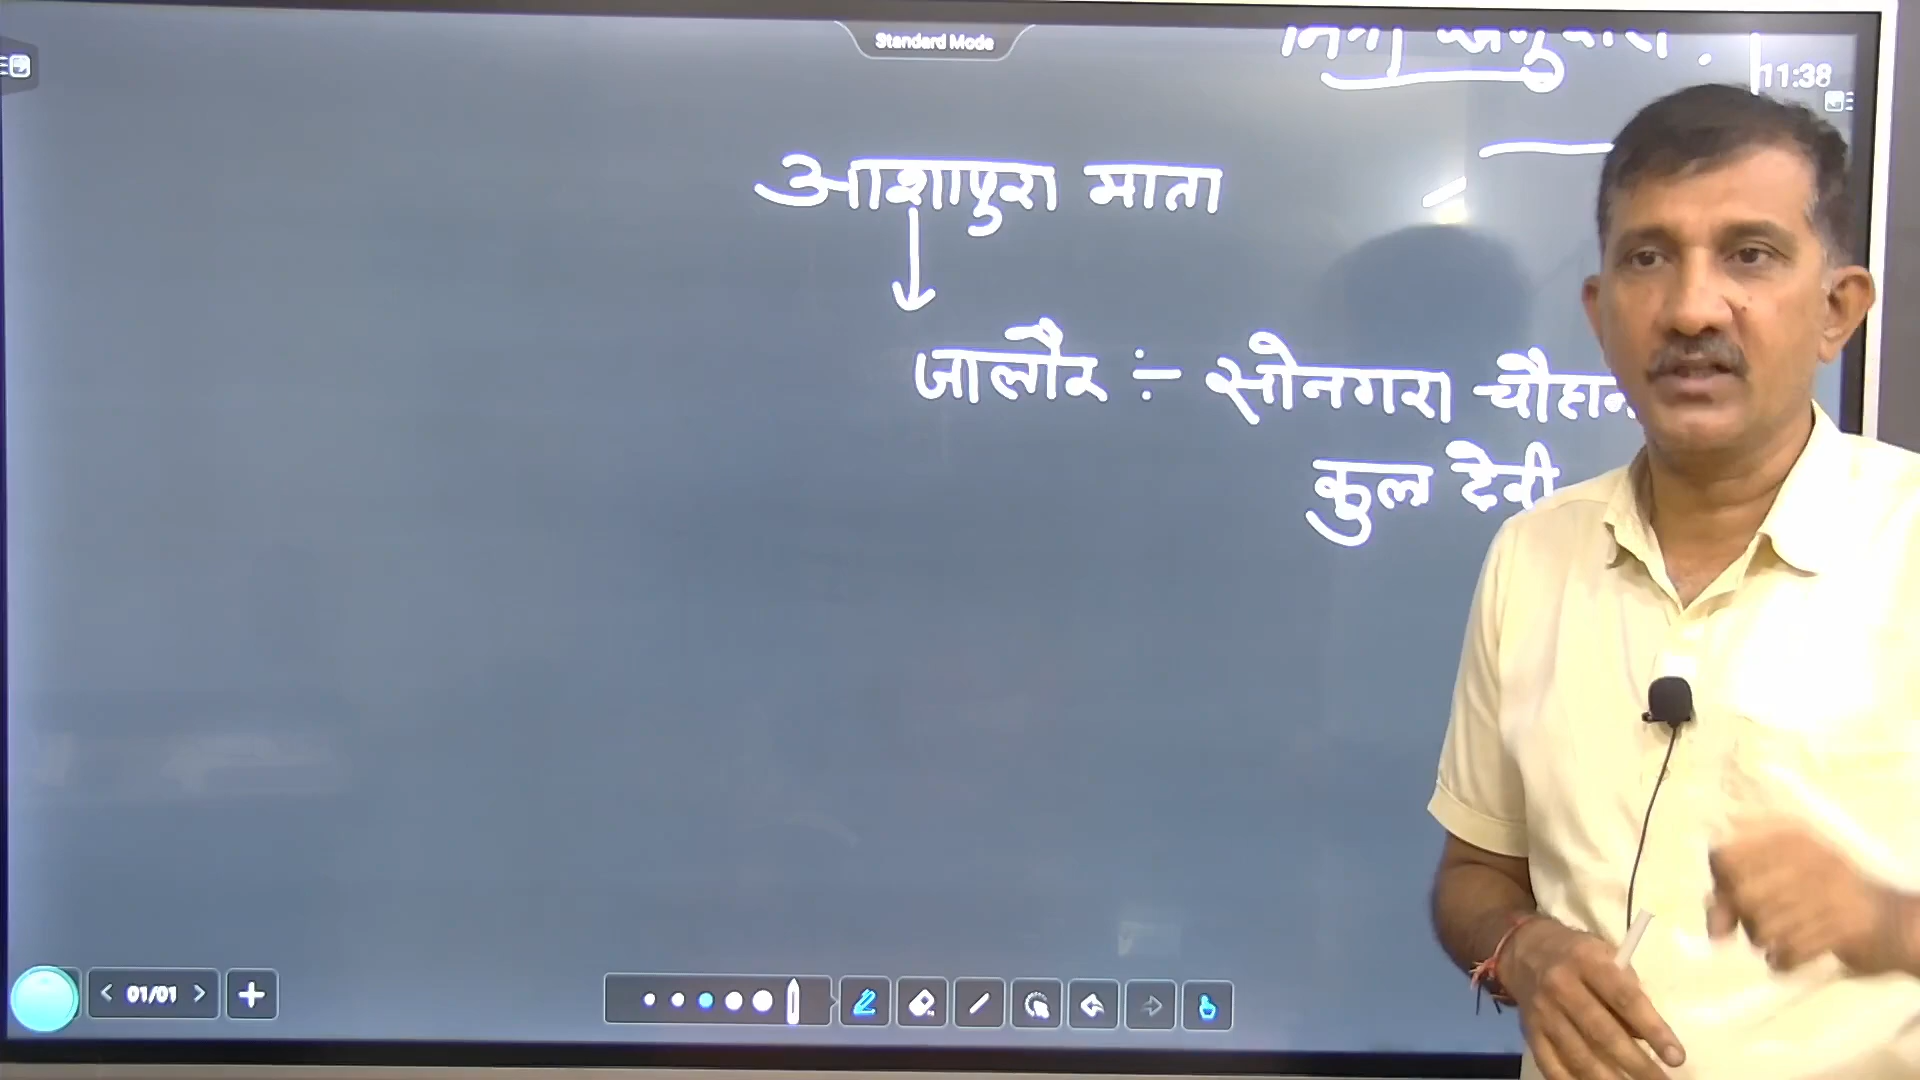 Standard Mode
11:38
आशापुरा माता
जालौर ÷ सोनगरा चौहान
कुल देवी
01/01